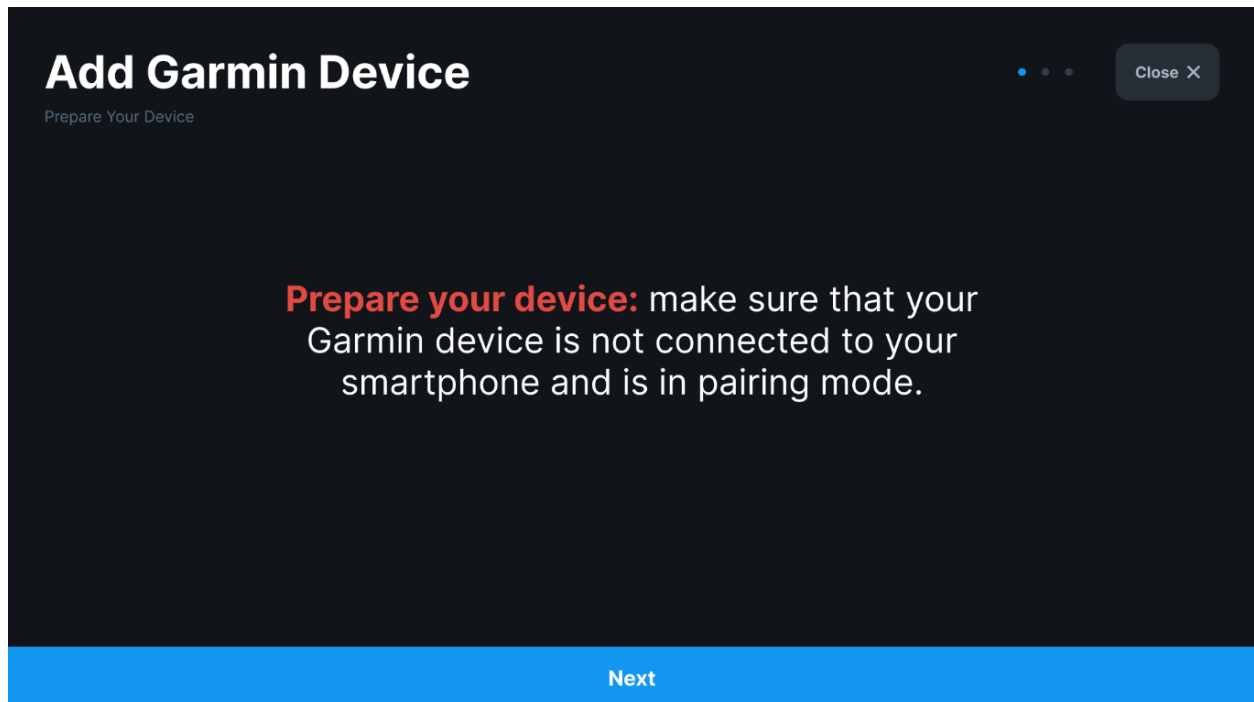 Add Garmin Device
Close
Prepare Your Device
Prepare your device: make sure that your
Garmin device is not connected to your
smartphone and is in pairing mode.
Next